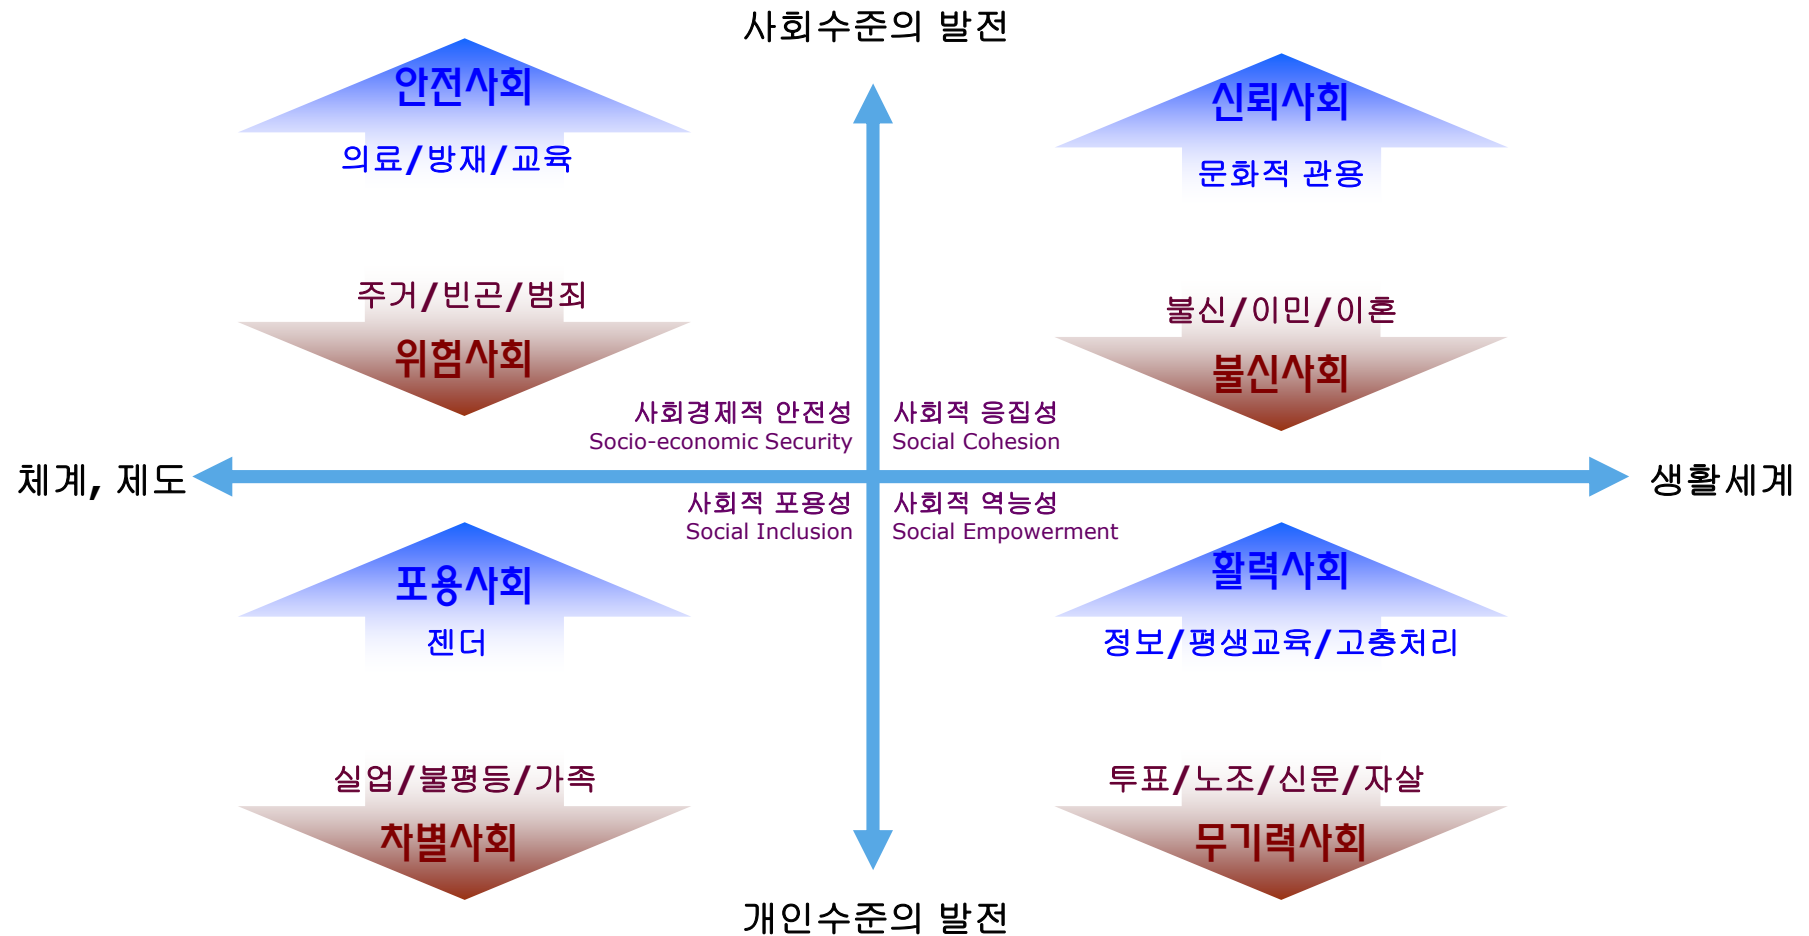 사회수준의 발전
안전사회
의료/방재/교육
신뢰사회
문화적 관용
주거/빈곤/범죄
위험사회
불신/이민/이혼
불신사회
사회경제적 안전성
Socio-economic Security
사회적 응집성
Social Cohesion
체계, 제도
생활세계
사회적 포용성
Social Inclusion
사회적 역능성
Social Empowerment
포용사회
젠더
활력사회
정보/평생교육/고충처리
실업/불평등/가족
차별사회
투표/노조/신문/자살
무기력사회
개인수준의 발전